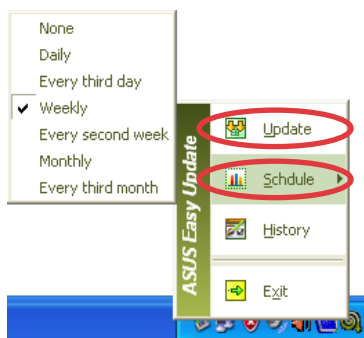 None
Daily
Every third day
Weekly
Every second week
Monthly
Every third month
ASUS Easy Update
Update
Schdule
History
Exit